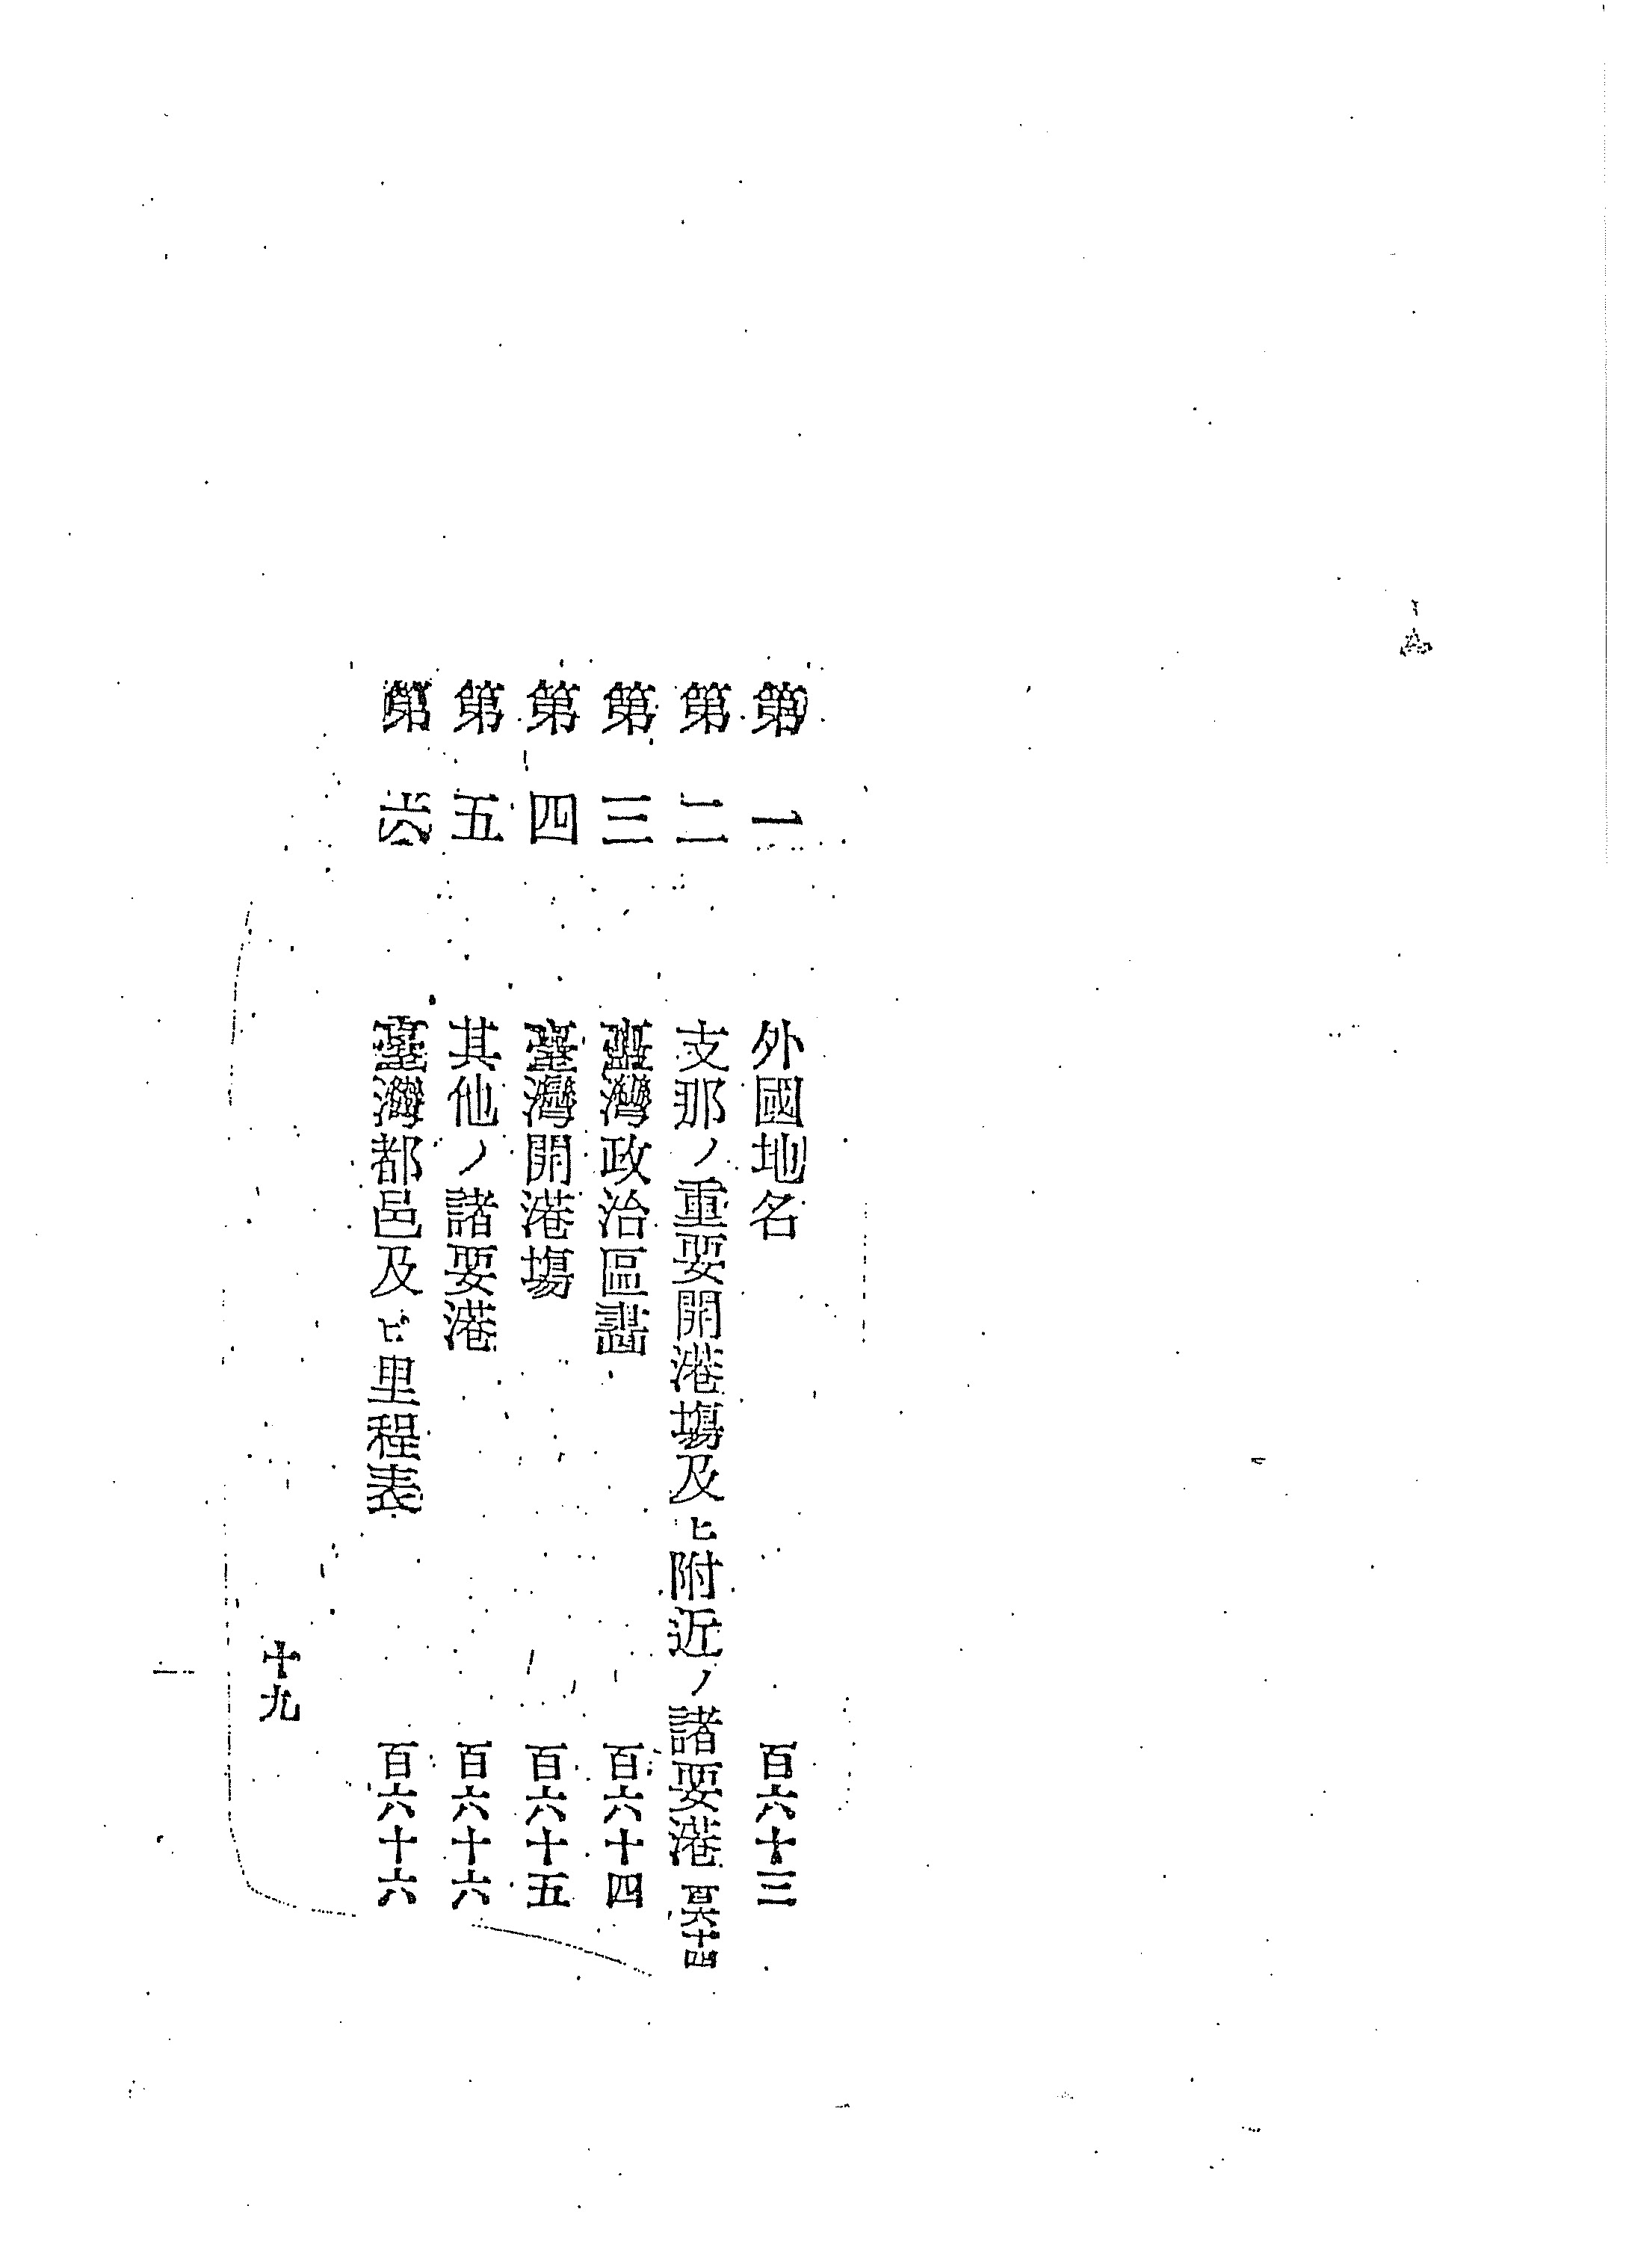 第一　外國地名　百六十三
第二　支那ノ重要開港場及ヒ附近ノ諸要港　百六十四
第三　臺灣政治區畫　百六十四
第四　臺灣開港場　百六十五
第五　其他ノ諸要港　百六十六
第六　臺灣都邑及ビ里程表　百六十六
十九